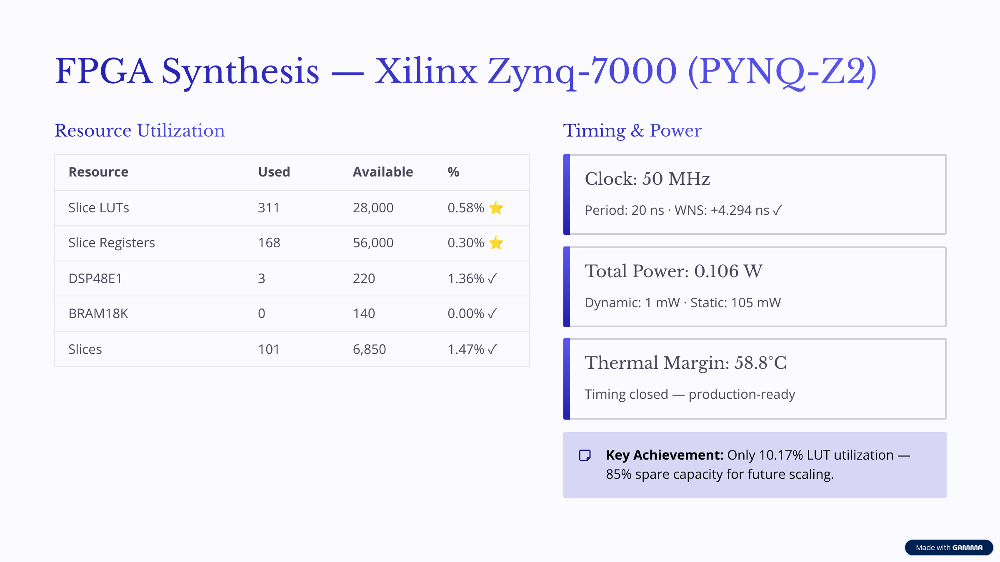 FPGA Synthesis — Xilinx Zynq-7000 (PYNQ-Z2)
Resource Utilization
Resource Used Available %
Slice LUTs 311 28,000 0.58% ⭐
Slice Registers 168 56,000 0.30% ⭐
DSP48E1 3 220 1.36% ✓
BRAM18K 0 140 0.00% ✓
Slices 101 6,850 1.47% ✓
Timing & Power
Clock: 50 MHz
Period: 20 ns · WNS: +4.294 ns ✓
Total Power: 0.106 W
Dynamic: 1 mW · Static: 105 mW
Thermal Margin: 58.8°C
Timing closed — production-ready
Key Achievement: Only 10.17% LUT utilization —
85% spare capacity for future scaling.
Made with GAMMA